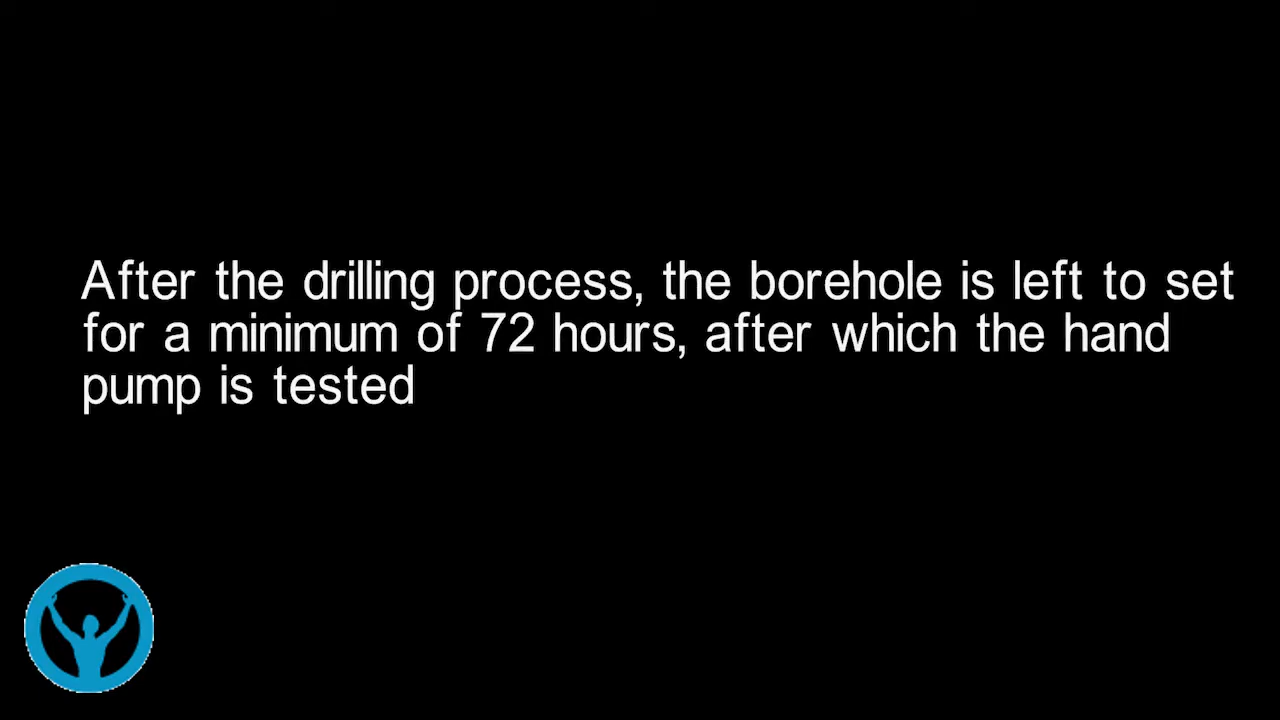 After the drilling process, the borehole is left to set
for a minimum of 72 hours, after which the hand
pump is tested